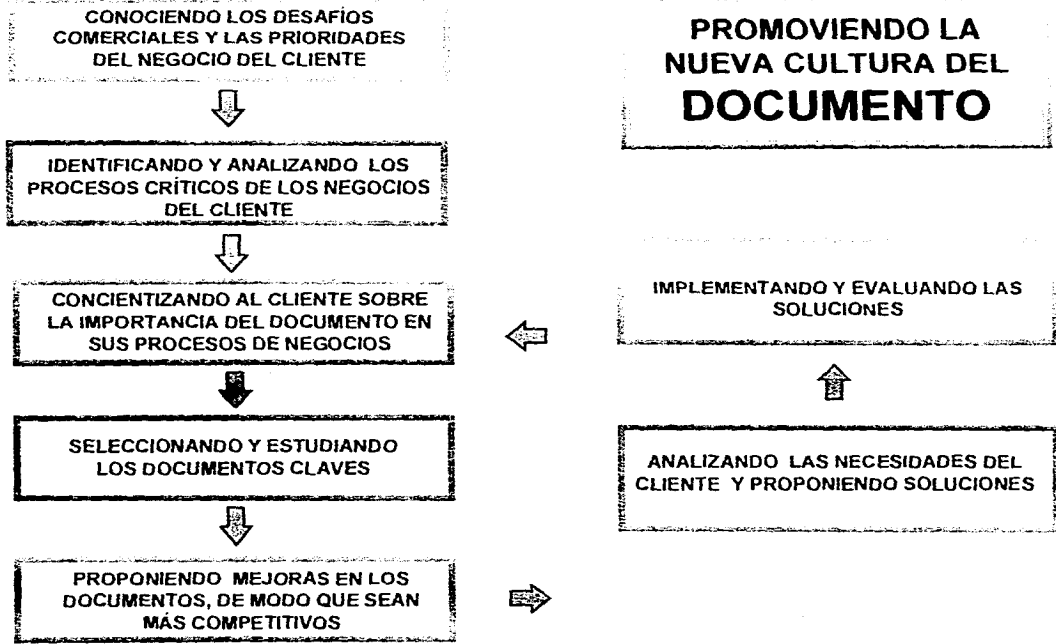 CONOCIENDO LOS DESAFÍOS
COMERCIALES Y LAS PRIORIDADES
DEL NEGOCIO DEL CLIENTE
IDENTIFICANDO Y ANALIZANDO LOS
PROCESOS CRÍTICOS DE LOS NEGOCIOS
DEL CLIENTE
CONCIENTIZANDO AL CLIENTE SOBRE
LA IMPORTANCIA DEL DOCUMENTO EN
SUS PROCESOS DE NEGOCIOS
SELECCIONANDO Y ESTUDIANDO
LOS DOCUMENTOS CLAVES
PROPONIENDO MEJORAS EN LOS
DOCUMENTOS, DE MODO QUE SEAN
MÁS COMPETITIVOS
PROMOVIENDO LA
NUEVA CULTURA DEL
DOCUMENTO
IMPLEMENTANDO Y EVALUANDO LAS
SOLUCIONES
ANALIZANDO LAS NECESIDADES DEL
CLIENTE Y PROPONIENDO SOLUCIONES